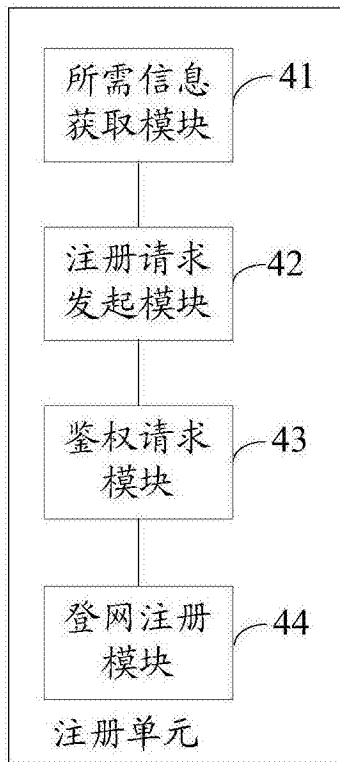 所需信息
获取模块
41
注册请求
发起模块
42
鉴权请求
模块
43
登网注册
模块
44
注册单元